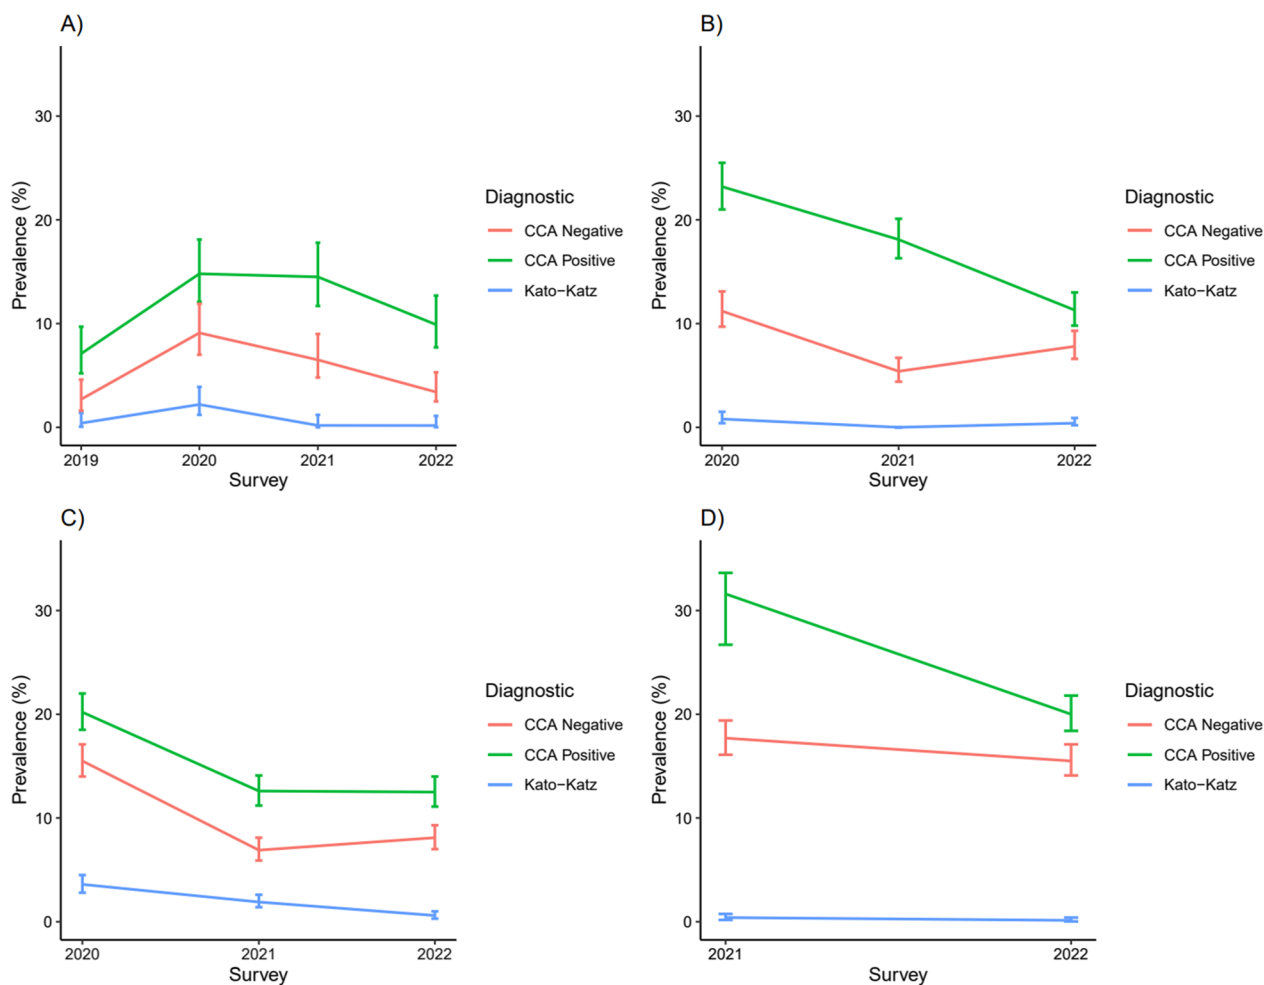 A)
Prevalence (%)
30
20
10
0
2019 2020 2021 2022
Survey
Diagnostic
CCA Negative
CCA Positive
Kato−Katz
B)
Prevalence (%)
30
20
10
0
2020 2021 2022
Survey
Diagnostic
CCA Negative
CCA Positive
Kato−Katz
C)
Prevalence (%)
30
20
10
0
2020 2021 2022
Survey
Diagnostic
CCA Negative
CCA Positive
Kato−Katz
D)
Prevalence (%)
30
20
10
0
2021 2022
Survey
Diagnostic
CCA Negative
CCA Positive
Kato−Katz